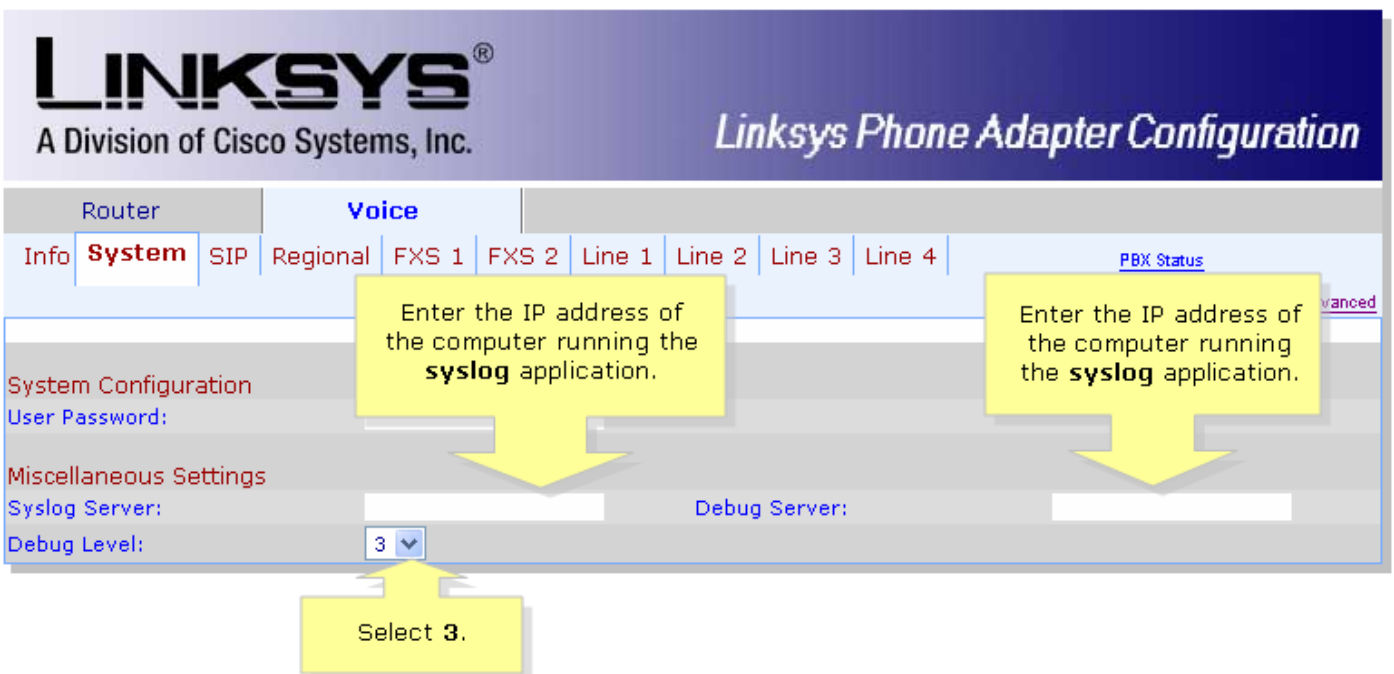 LINKSYS®
A Division of Cisco Systems, Inc.
Linksys Phone Adapter Configuration
Router Voice
Info System SIP Regional FXS 1 FXS 2 Line 1 Line 2 Line 3 Line 4 PBX Status
Enter the IP address of
the computer running the
syslog application.
Enter the IP address of
the computer running
the syslog application.
System Configuration
User Password:
Miscellaneous Settings
Syslog Server: Debug Server:
Debug Level: 3
Select 3.